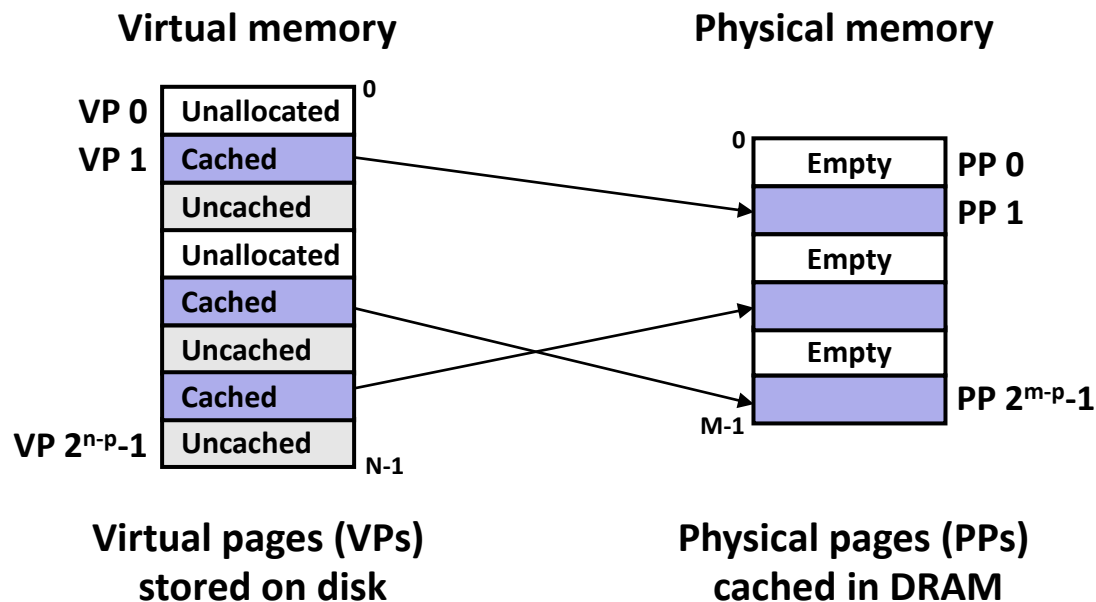 Virtual memory
Physical memory
0
VP 0
Unallocated
VP 1
Cached
Uncached
Unallocated
Cached
Uncached
Cached
VP 2ⁿ⁻ᵖ-1
Uncached
N-1
0
Empty
PP 0
PP 1
Empty
Empty
PP 2ᵐ⁻ᵖ-1
M-1
Virtual pages (VPs)
stored on disk
Physical pages (PPs)
cached in DRAM